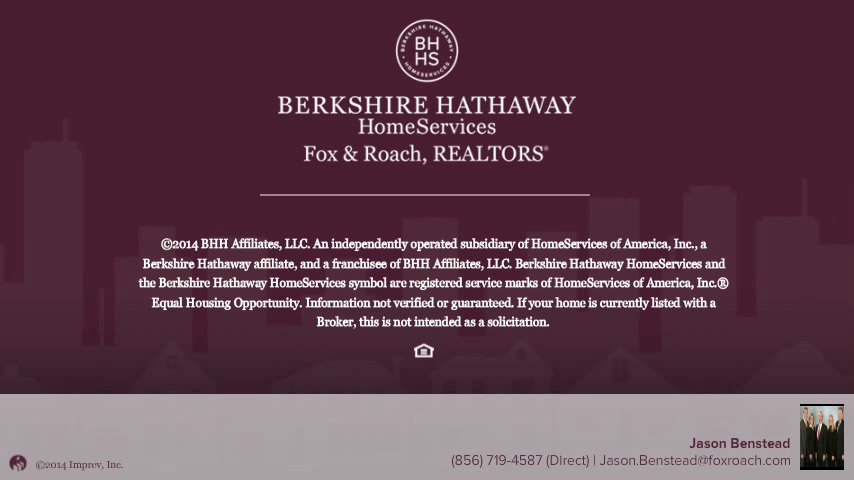 BERKSHIRE HATHAWAY
BH
HS
HOMESERVICES
BERKSHIRE HATHAWAY
HomeServices
Fox & Roach, REALTORS®
©2014 BHH Affiliates, LLC. An independently operated subsidiary of HomeServices of America, Inc., a
Berkshire Hathaway affiliate, and a franchisee of BHH Affiliates, LLC. Berkshire Hathaway HomeServices and
the Berkshire Hathaway HomeServices symbol are registered service marks of HomeServices of America, Inc.®
Equal Housing Opportunity. Information not verified or guaranteed. If your home is currently listed with a
Broker, this is not intended as a solicitation.
Jason Benstead
(856) 719-4587 (Direct) | Jason.Benstead@foxroach.com
©2014 Imprev, Inc.